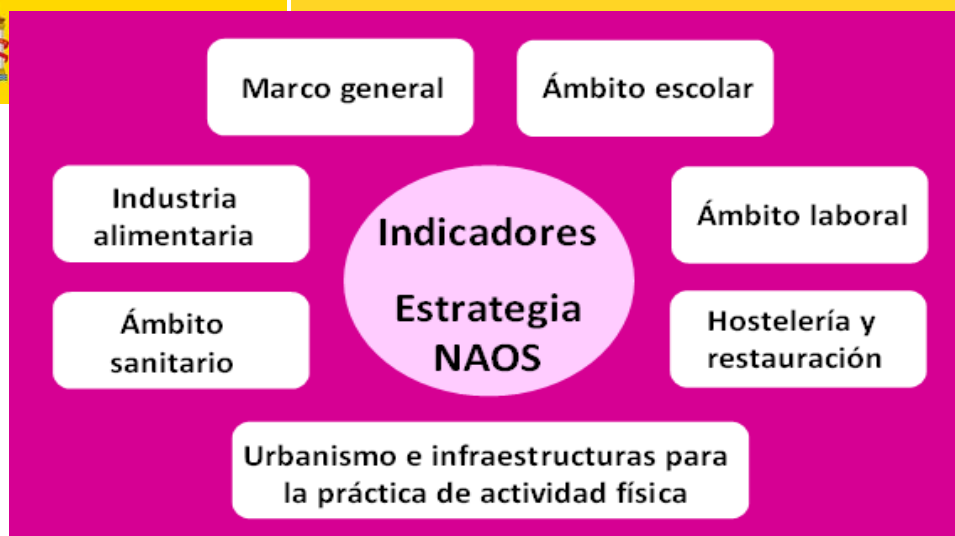 Marco general
Ámbito escolar
Industria
alimentaria
Indicadores
Estrategia
NAOS
Ámbito laboral
Ámbito
sanitario
Hostelería y
restauración
Urbanismo e infraestructuras para
la práctica de actividad física